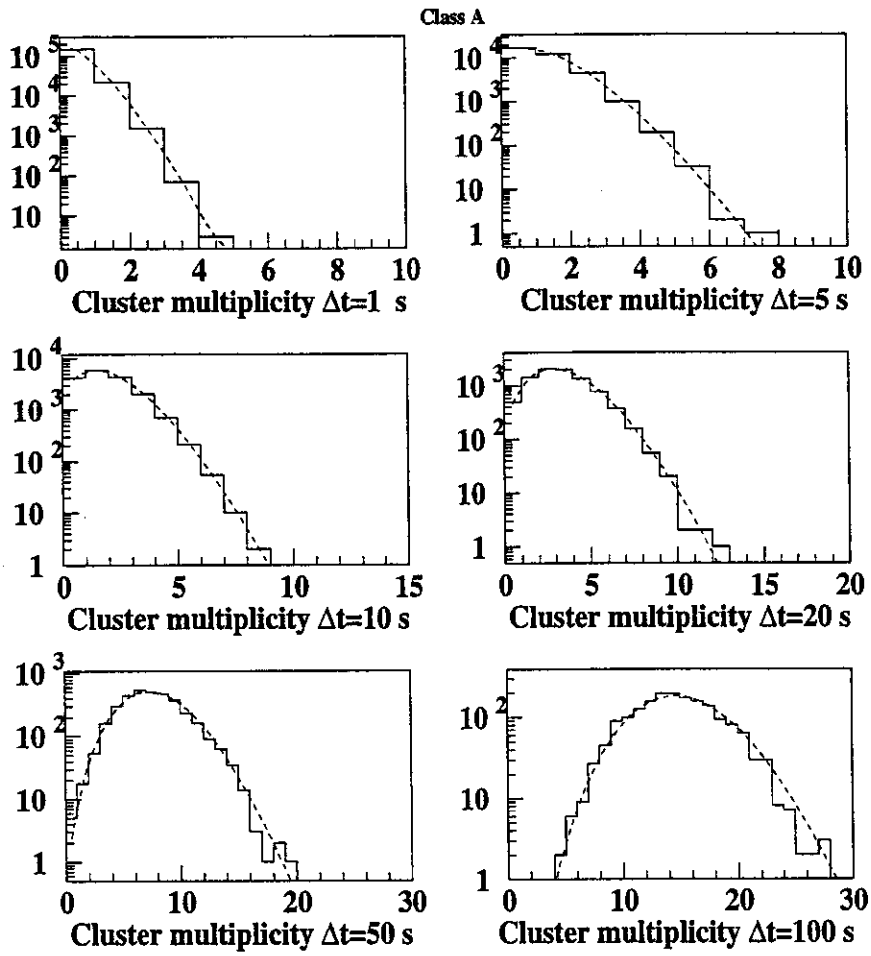 Class A
10^5
10^4
10^3
10^2
10
0 2 4 6 8 10
Cluster multiplicity Δt=1 s
10^4
10^3
10^2
10
1
0 2 4 6 8 10
Cluster multiplicity Δt=5 s
10^4
10^3
10^2
10
1
0 5 10 15
Cluster multiplicity Δt=10 s
10^3
10^2
10
1
0 5 10 15 20
Cluster multiplicity Δt=20 s
10^3
10^2
10
1
0 10 20 30
Cluster multiplicity Δt=50 s
10^2
10
1
0 10 20 30
Cluster multiplicity Δt=100 s